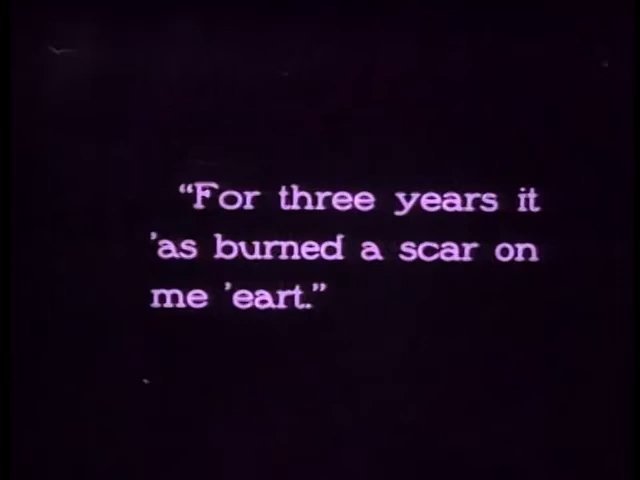 “For three years it
'as burned a scar on
me 'eart.”